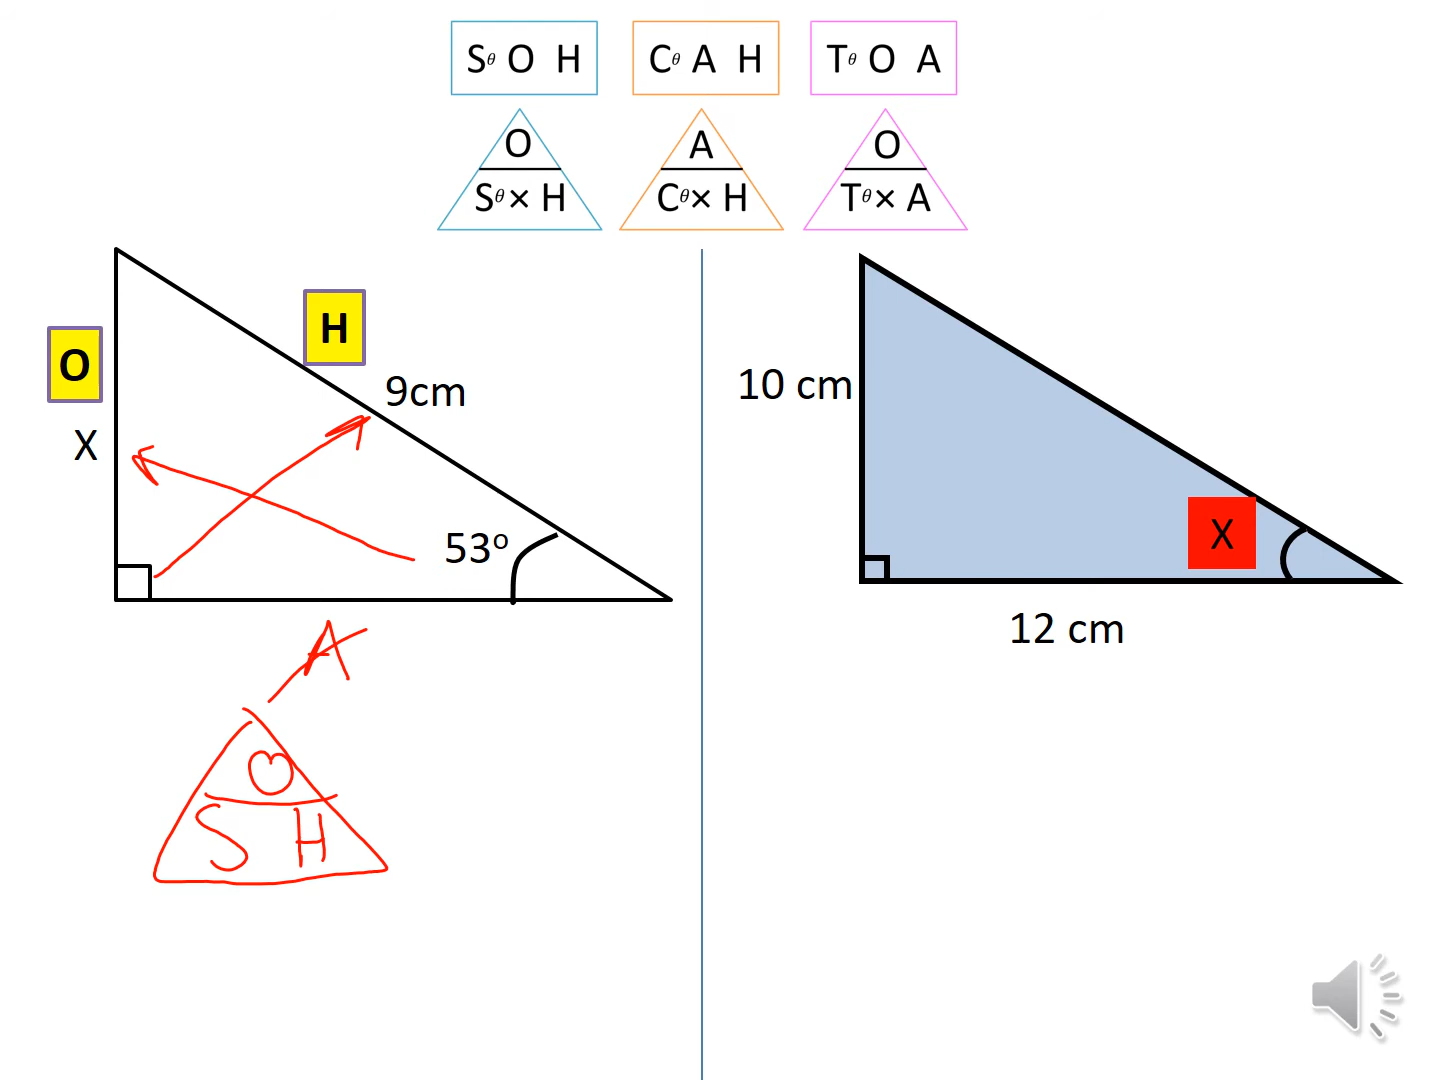 Sθ O H
Cθ A H
Tθ O A
O
Sθ × H
A
Cθ × H
O
Tθ × A
H
O
9cm
X
53º
A
O
S H
10 cm
X
12 cm